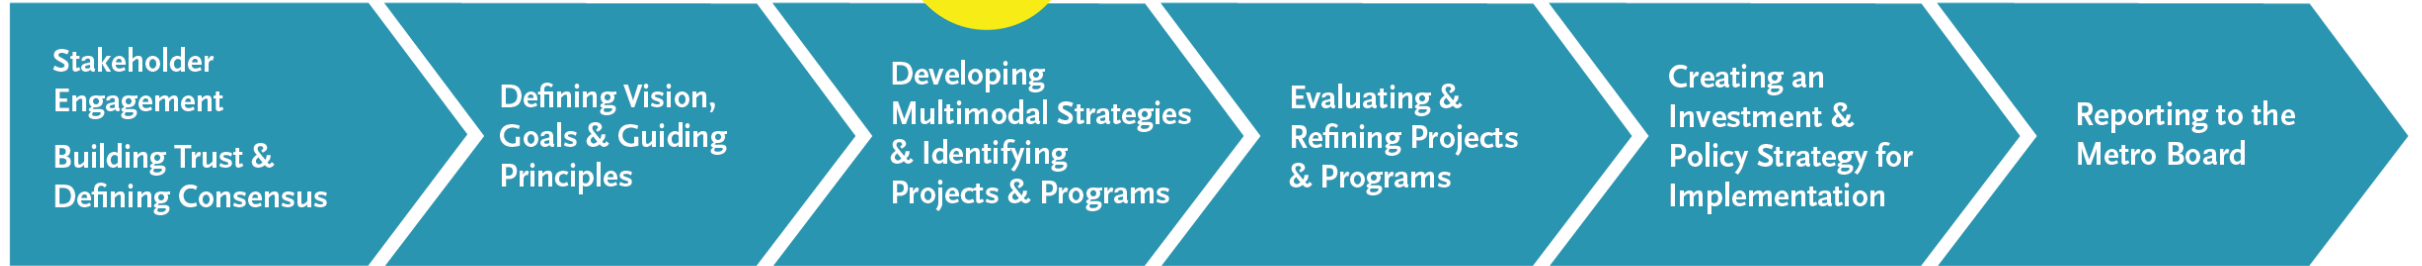 Stakeholder
Engagement
Building Trust &
Defining Consensus
Defining Vision,
Goals & Guiding
Principles
Developing
Multimodal Strategies
& Identifying
Projects & Programs
Evaluating &
Refining Projects
& Programs
Creating an
Investment &
Policy Strategy for
Implementation
Reporting to the
Metro Board